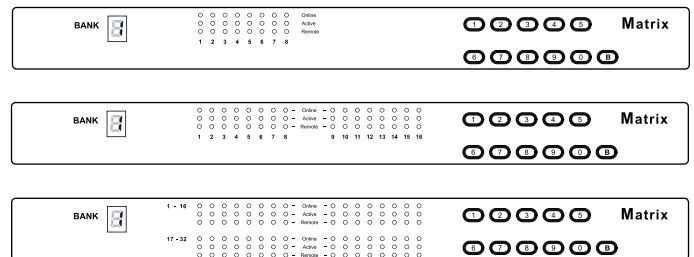 BANK 1 Online 1 2 3 4 5 Matrix
Active
Remote
1 2 3 4 5 6 7 8
6 7 8 9 0 B
BANK 1 – Online – 1 2 3 4 5 Matrix
– Active –
– Remote –
1 2 3 4 5 6 7 8 9 10 11 12 13 14 15 16
6 7 8 9 0 B
BANK 1 1 - 16 – Online – 1 2 3 4 5 Matrix
– Active –
– Remote –
17 - 32 – Online – 6 7 8 9 0 B
– Active –
– Remote –